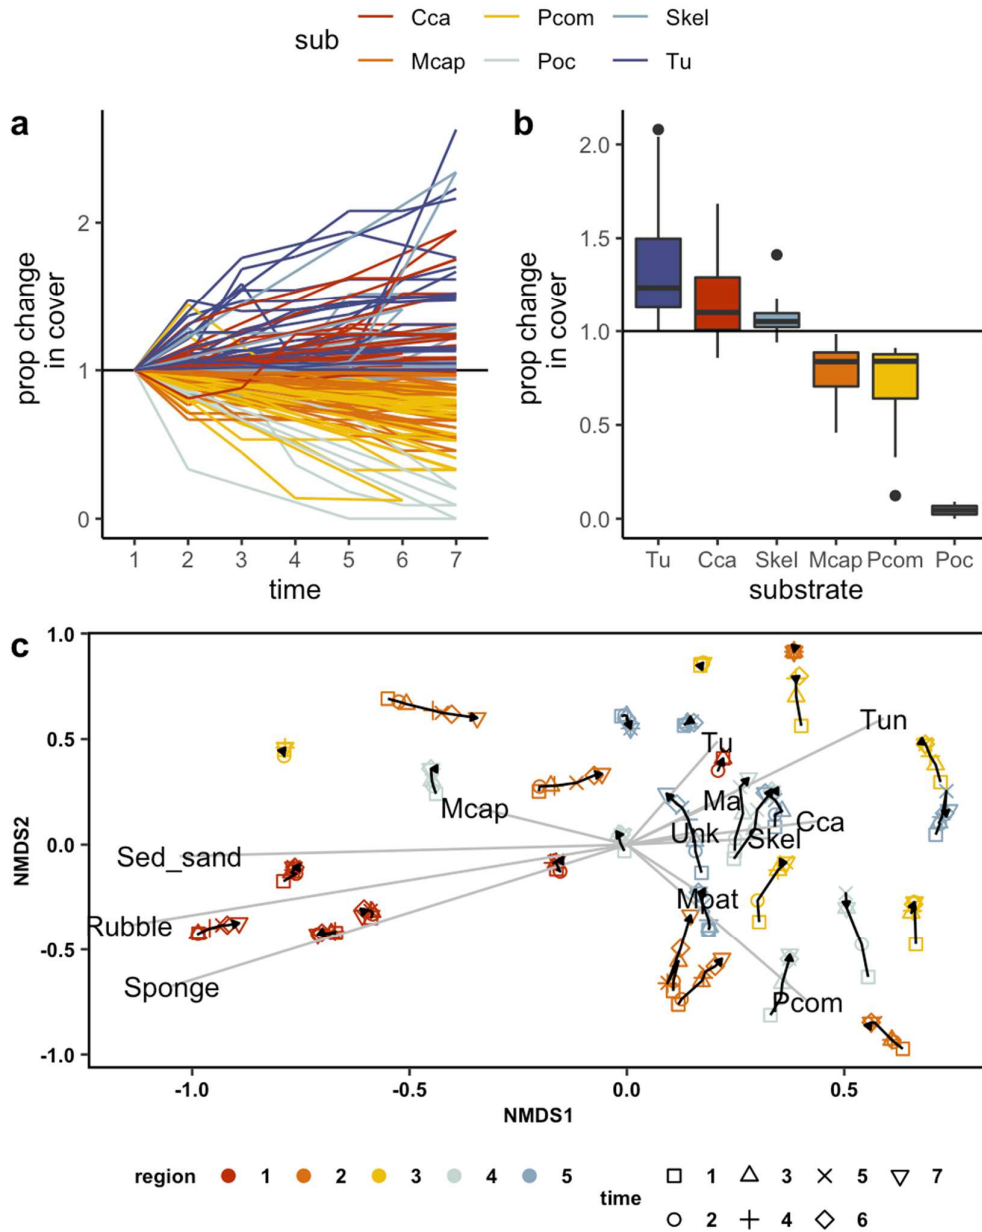 sub Cca Pcom Skel
Mcap Poc Tu
a
prop change
in cover
2
1
0
1 2 3 4 5 6 7
time
b
prop change
in cover
2.0
1.5
1.0
0.5
0.0
Tu Cca Skel Mcap Pcom Poc
substrate
c
NMDS2
1.0
0.5
0.0
-0.5
-1.0
Tun
Tu
Mcap
Ma
Cca
Unk
Skel
Sed_sand
Mpat
Rubble
Sponge
Pcom
-1.0 -0.5 0.0 0.5
NMDS1
region 1 2 3 4 5
time 1 3 5 7
2 4 6